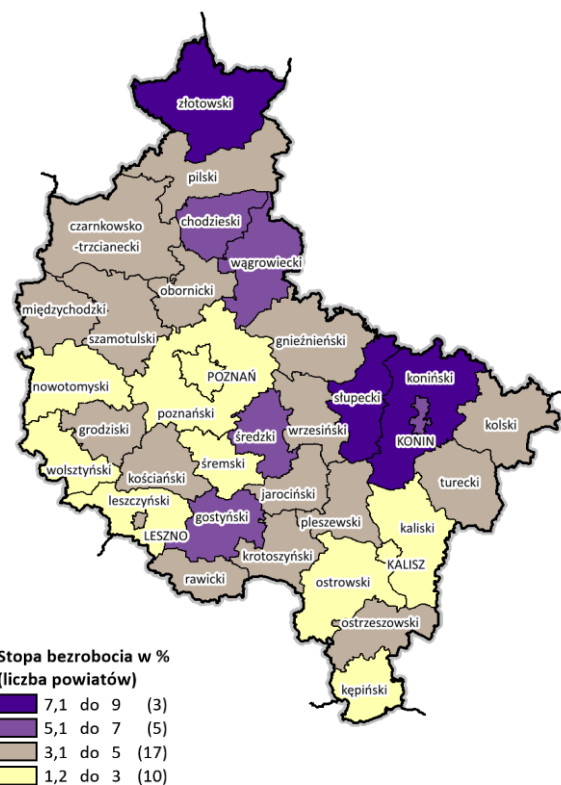 złotowski
pilski
chodzieski
czarnkowsko
-trzcianecki
wągrowiecki
obornicki
międzychodzki
szamotulski
gnieźnieński
POZNAŃ
koniński
nowotomyski
słupecki
poznański
grodziski
średzki
wrzesiński
KONIN
kolski
wolsztyński
śremski
kościański
turecki
jarociński
leszczyński
gostyński
pleszewski
kaliski
LESZNO
krotoszyński
KALISZ
rawicki
ostrowski
ostrzeszowski
kępiński
Stopa bezrobocia w %
(liczba powiatów)
7,1 do 9 (3)
5,1 do 7 (5)
3,1 do 5 (17)
1,2 do 3 (10)